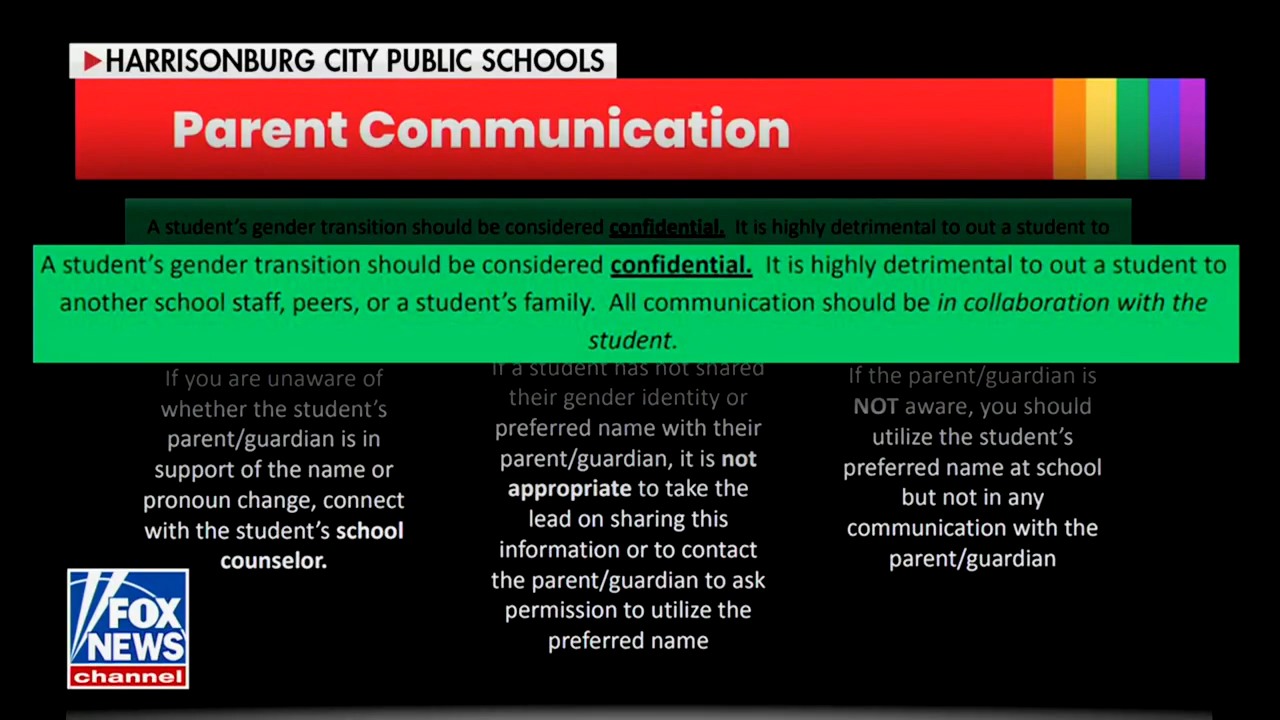 HARRISONBURG CITY PUBLIC SCHOOLS
Parent Communication
A student's gender transition should be considered confidential. It is highly detrimental to out a student to
A student's gender transition should be considered confidential. It is highly detrimental to out a student to
another school staff, peers, or a student's family. All communication should be in collaboration with the
student.
If you are unaware of
whether the student's
parent/guardian is in
support of the name or
pronoun change, connect
with the student's school
counselor.
If a student has not shared
their gender identity or
preferred name with their
parent/guardian, it is not
appropriate to take the
lead on sharing this
information or to contact
the parent/guardian to ask
permission to utilize the
preferred name
If the parent/guardian is
NOT aware, you should
utilize the student's
preferred name at school
but not in any
communication with the
parent/guardian
FOX
NEWS
channel